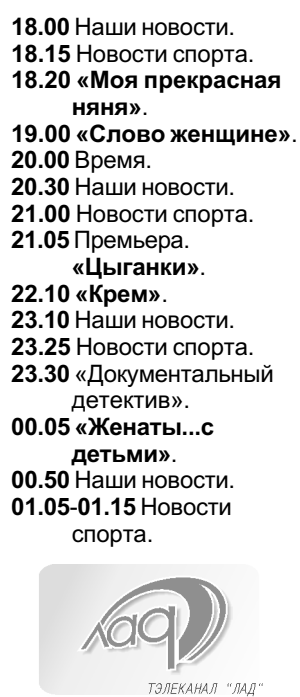 18.00 Наши новости.
18.15 Новости спорта.
18.20 «Моя прекрасная
няня».
19.00 «Слово женщине».
20.00 Время.
20.30 Наши новости.
21.00 Новости спорта.
21.05 Премьера.
«Цыганки».
22.10 «Крем».
23.10 Наши новости.
23.25 Новости спорта.
23.30 «Документальный
детектив».
00.05 «Женаты...с
детьми».
00.50 Наши новости.
01.05-01.15 Новости
спорта.
лад
ТЭЛЕКАНАЛ "ЛАД"